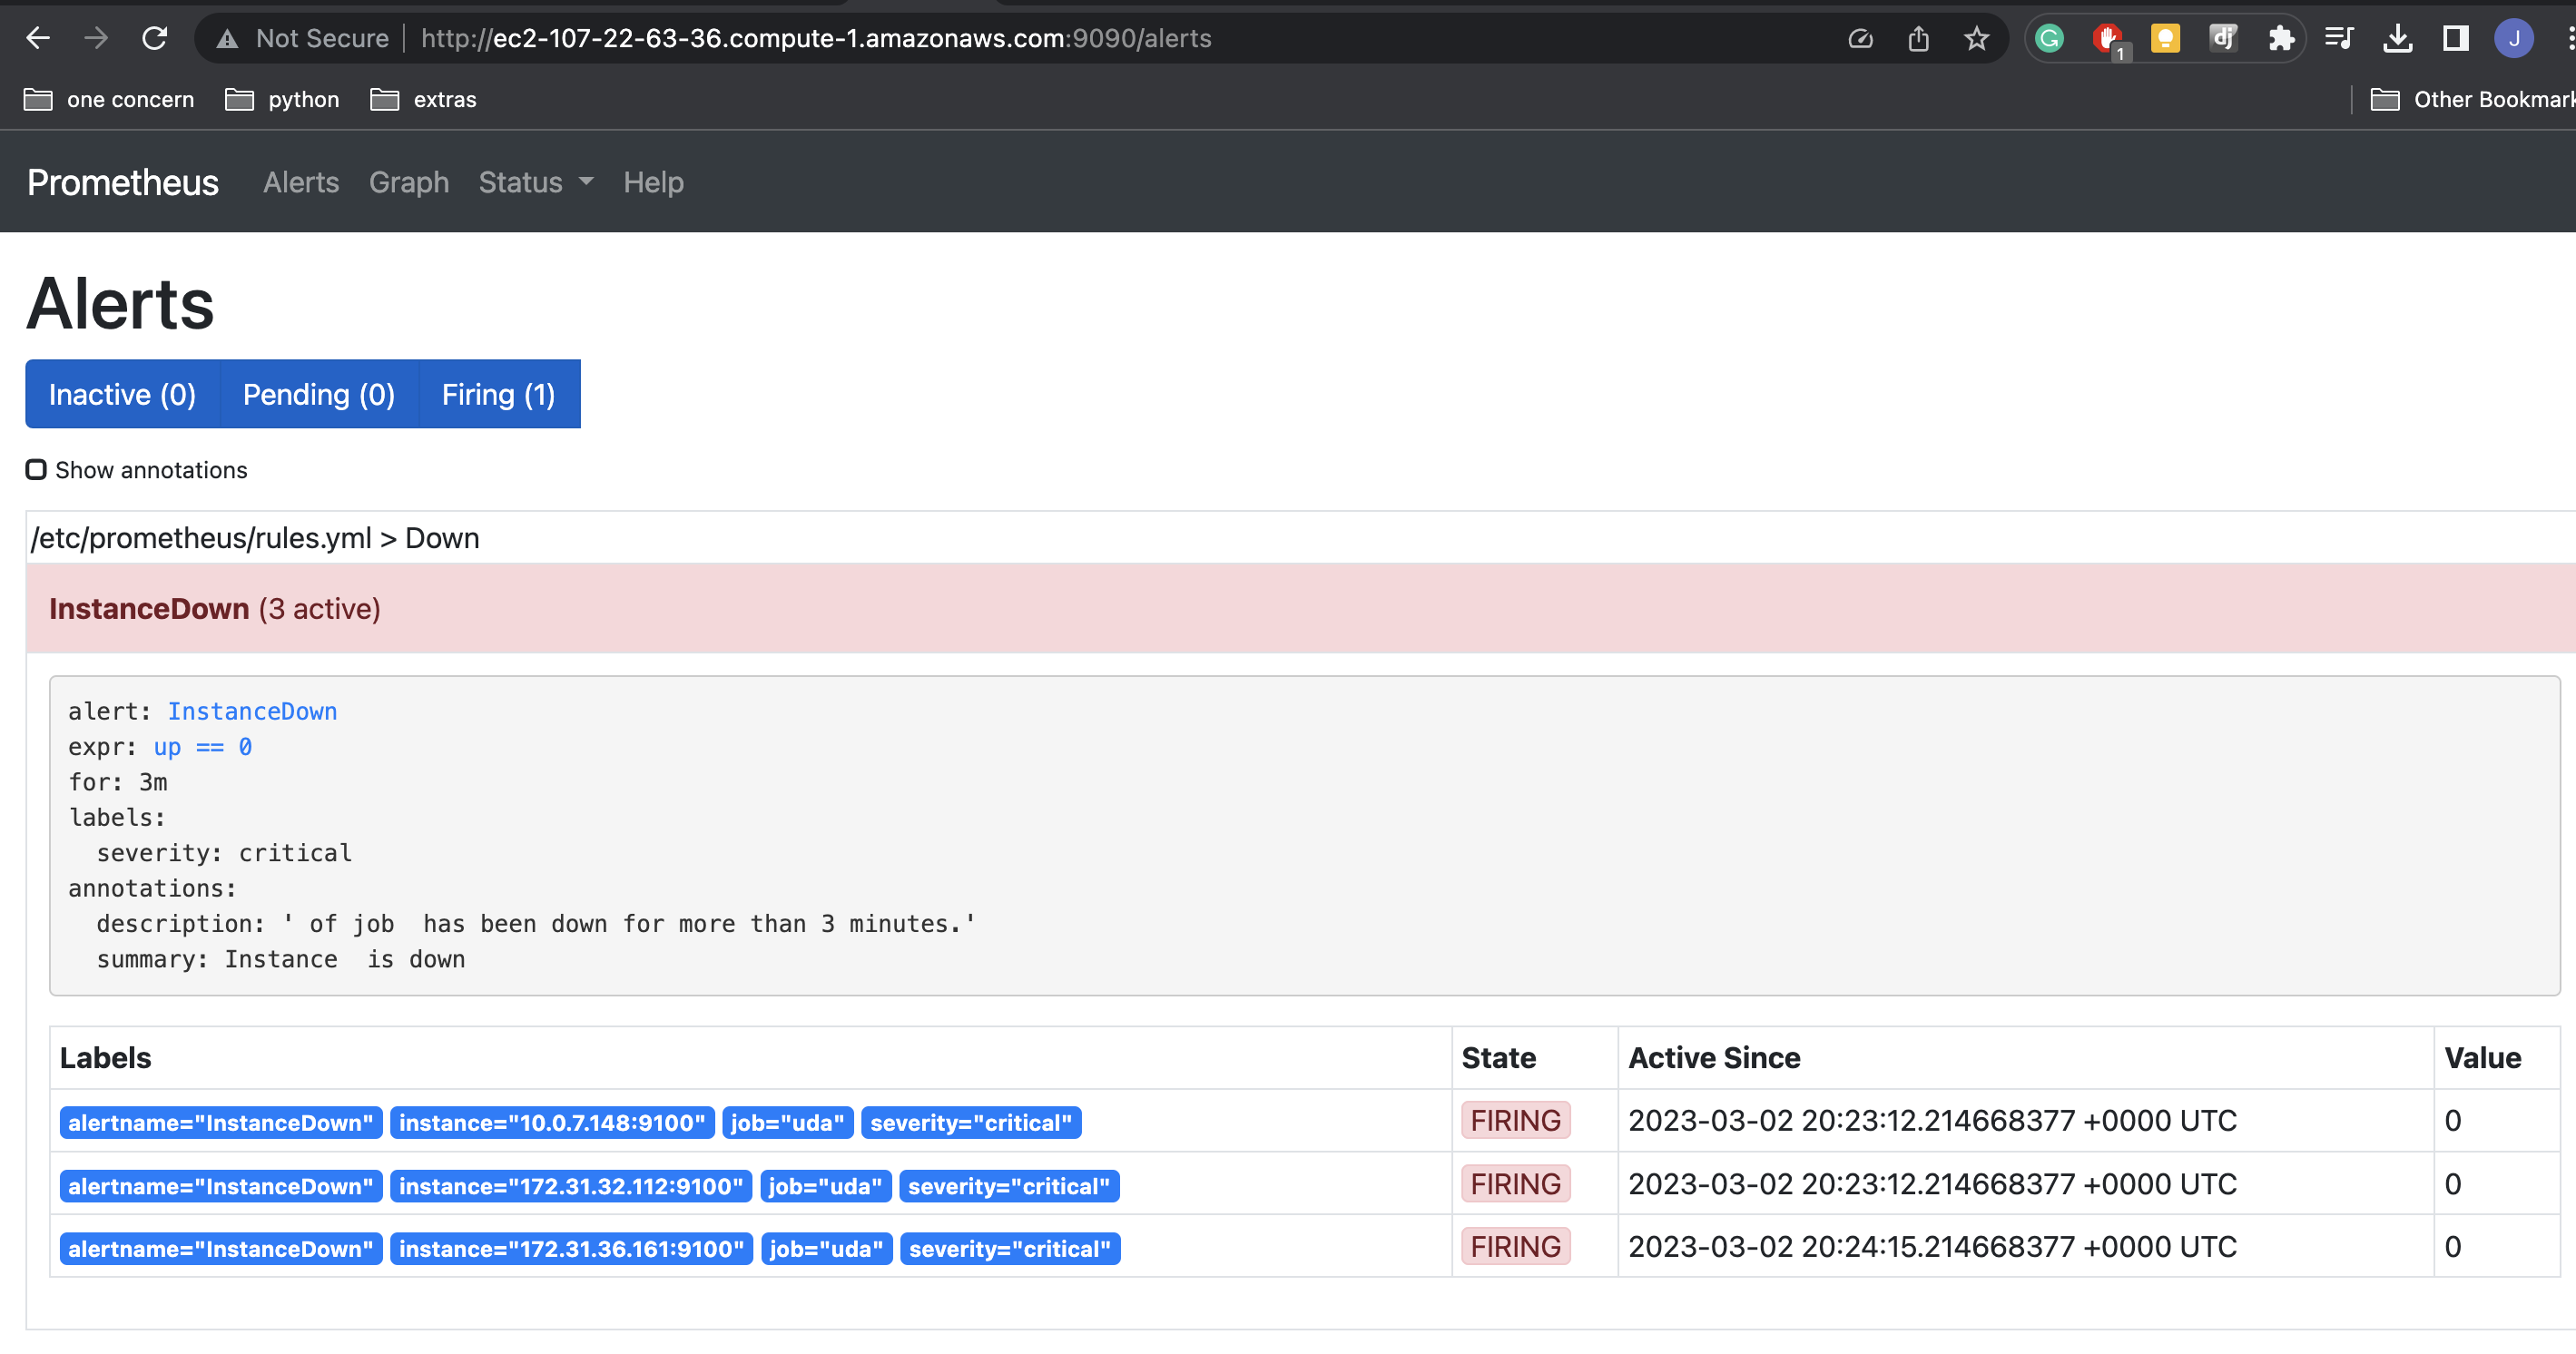 Not Secure http://ec2-107-22-63-36.compute-1.amazonaws.com:9090/alerts
1
J
one concern python extras
Prometheus Alerts Graph Status Help
Alerts
Inactive (0) Pending (0) Firing (1)
Show annotations
/etc/prometheus/rules.yml > Down
InstanceDown (3 active)
alert: InstanceDown
expr: up == 0
for: 3m
labels:
  severity: critical
annotations:
  description: ' of job  has been down for more than 3 minutes.'
  summary: Instance  is down
Labels State Active Since Value
alertname="InstanceDown" instance="10.0.7.148:9100" job="uda" severity="critical" FIRING 2023-03-02 20:23:12.214668377 +0000 UTC 0
alertname="InstanceDown" instance="172.31.32.112:9100" job="uda" severity="critical" FIRING 2023-03-02 20:23:12.214668377 +0000 UTC 0
alertname="InstanceDown" instance="172.31.36.161:9100" job="uda" severity="critical" FIRING 2023-03-02 20:24:15.214668377 +0000 UTC 0